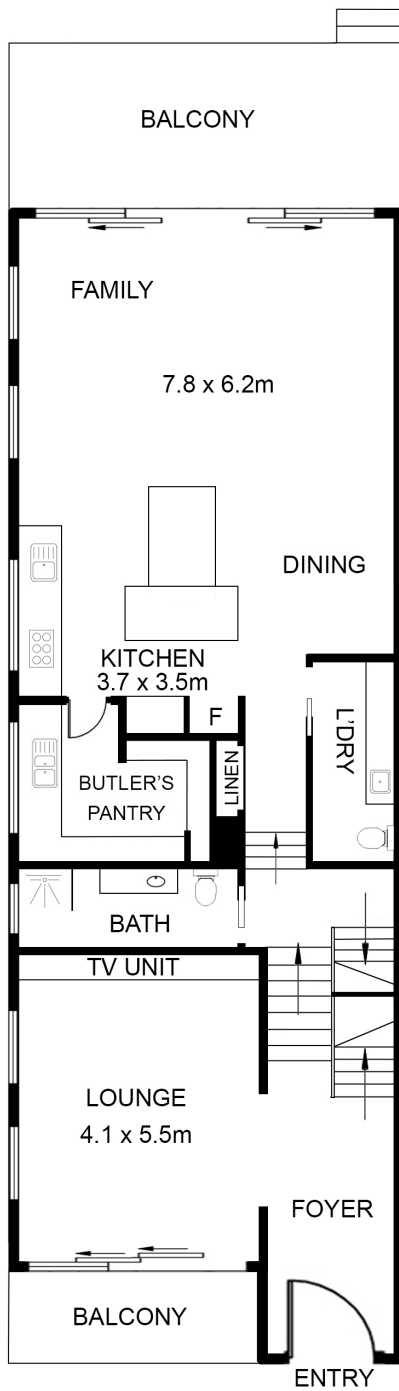 BALCONY
FAMILY
7.8 x 6.2m
DINING
KITCHEN
3.7 x 3.5m
F
L'DRY
LINEN
BUTLER'S
PANTRY
BATH
TV UNIT
LOUNGE
4.1 x 5.5m
FOYER
BALCONY
ENTRY